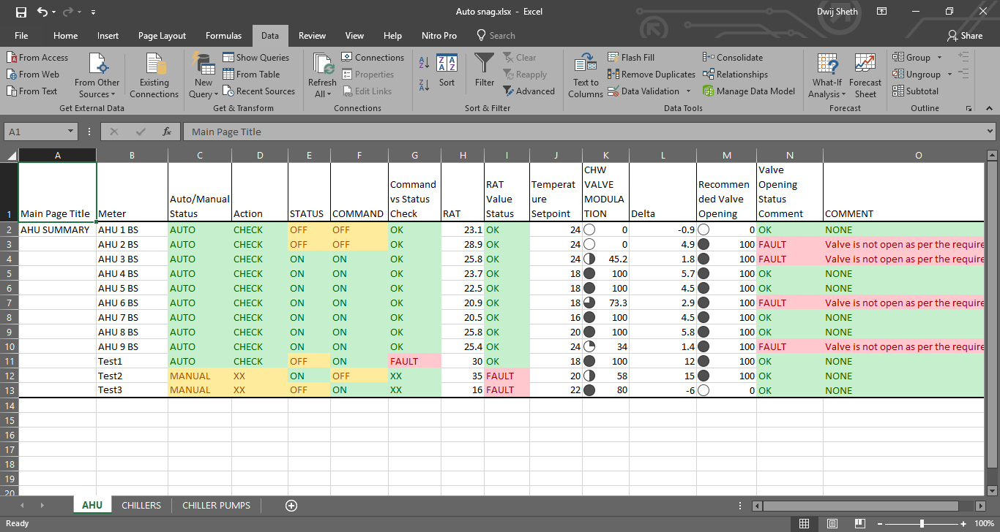 Auto snag.xlsx - Excel
Dwij Sheth
File Home Insert Page Layout Formulas Data Review View Help Nitro Pro Search Share
From Access
From Web
From Text
From Other Sources
Existing Connections
Get External Data
New Query
Show Queries
From Table
Recent Sources
Get & Transform
Refresh All
Connections
Properties
Edit Links
Connections
Sort
Filter
Clear
Reapply
Advanced
Sort & Filter
Text to Columns
Flash Fill
Remove Duplicates
Data Validation
Consolidate
Relationships
Manage Data Model
Data Tools
What-If Analysis
Forecast Sheet
Forecast
Group
Ungroup
Subtotal
Outline
A1 fx Main Page Title
A B C D E F G H I J K L M N O
1 Main Page Title Meter Auto/Manual Status Action STATUS COMMAND Command vs Status Check RAT RAT Value Status Temperat ure Setpoint CHW VALVE MODULA TION Delta Recommen ded Valve Opening Valve Opening Status Comment COMMENT
2 AHU SUMMARY AHU 1 BS AUTO CHECK OFF OFF OK 23.1 OK 24 0 -0.9 0 OK NONE
3 AHU 2 BS AUTO CHECK OFF OFF OK 28.9 OK 24 0 4.9 100 FAULT Valve is not open as per the require
4 AHU 3 BS AUTO CHECK ON ON OK 25.8 OK 24 45.2 1.8 100 FAULT Valve is not open as per the require
5 AHU 4 BS AUTO CHECK ON ON OK 23.7 OK 18 100 5.7 100 OK NONE
6 AHU 5 BS AUTO CHECK ON ON OK 22.5 OK 18 100 4.5 100 OK NONE
7 AHU 6 BS AUTO CHECK ON ON OK 20.9 OK 18 73.3 2.9 100 FAULT Valve is not open as per the require
8 AHU 7 BS AUTO CHECK ON ON OK 20.5 OK 16 100 4.5 100 OK NONE
9 AHU 8 BS AUTO CHECK ON ON OK 25.8 OK 20 100 5.8 100 OK NONE
10 AHU 9 BS AUTO CHECK ON ON OK 25.4 OK 24 34 1.4 100 FAULT Valve is not open as per the require
11 Test1 AUTO CHECK OFF ON FAULT 30 OK 18 100 12 100 OK NONE
12 Test2 MANUAL XX ON OFF XX 35 FAULT 20 58 15 100 OK NONE
13 Test3 MANUAL XX OFF ON XX 16 FAULT 22 80 -6 0 OK NONE
14
15
16
17
18
19
20
AHU CHILLERS CHILLER PUMPS
Ready 100%